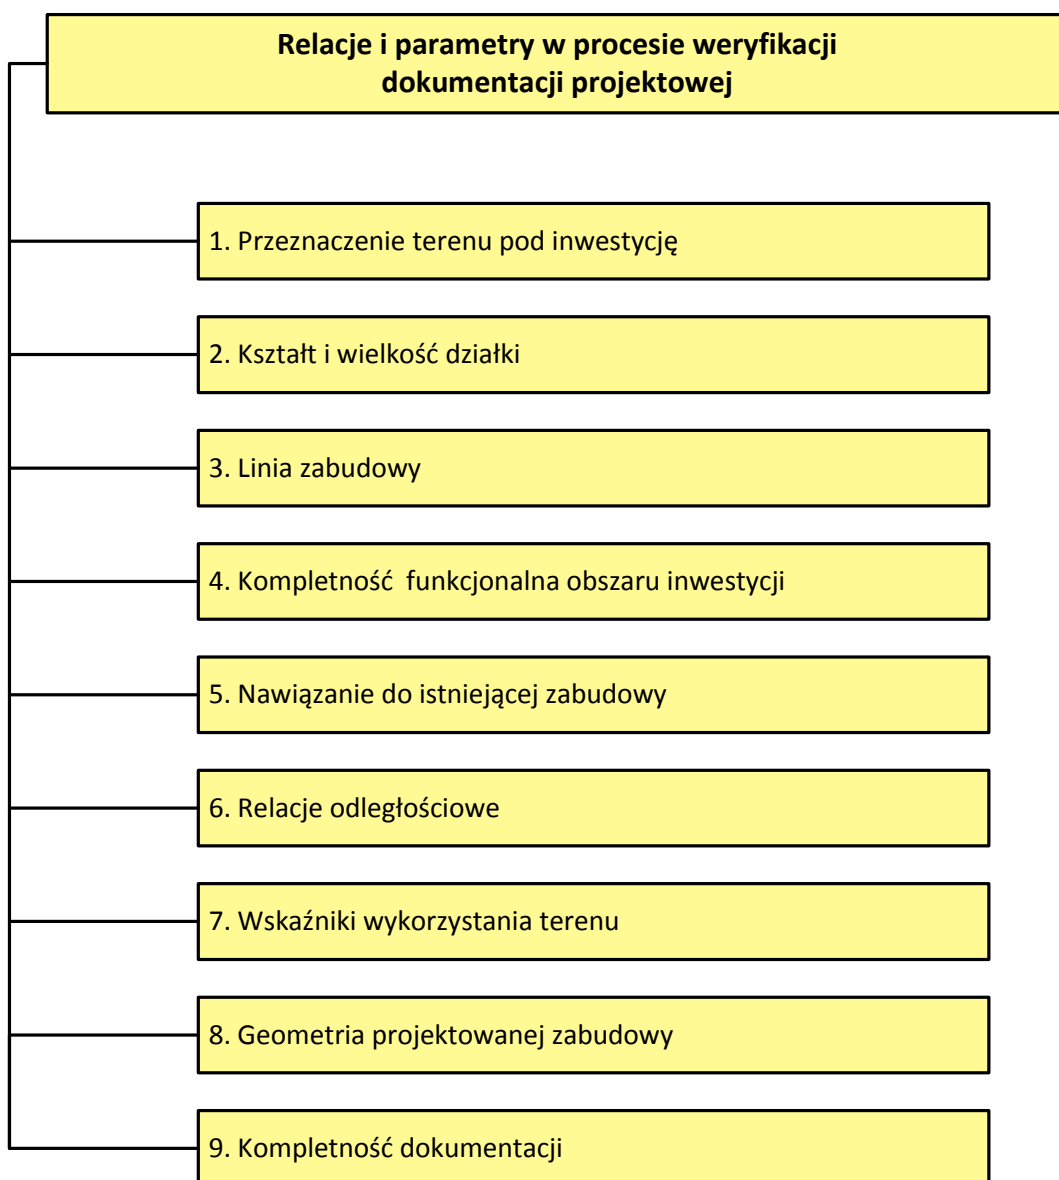 Relacje i parametry w procesie weryfikacji
dokumentacji projektowej
1. Przeznaczenie terenu pod inwestycję
2. Kształt i wielkość działki
3. Linia zabudowy
4. Kompletność  funkcjonalna obszaru inwestycji
5. Nawiązanie do istniejącej zabudowy
6. Relacje odległościowe
7. Wskaźniki wykorzystania terenu
8. Geometria projektowanej zabudowy
9. Kompletność dokumentacji